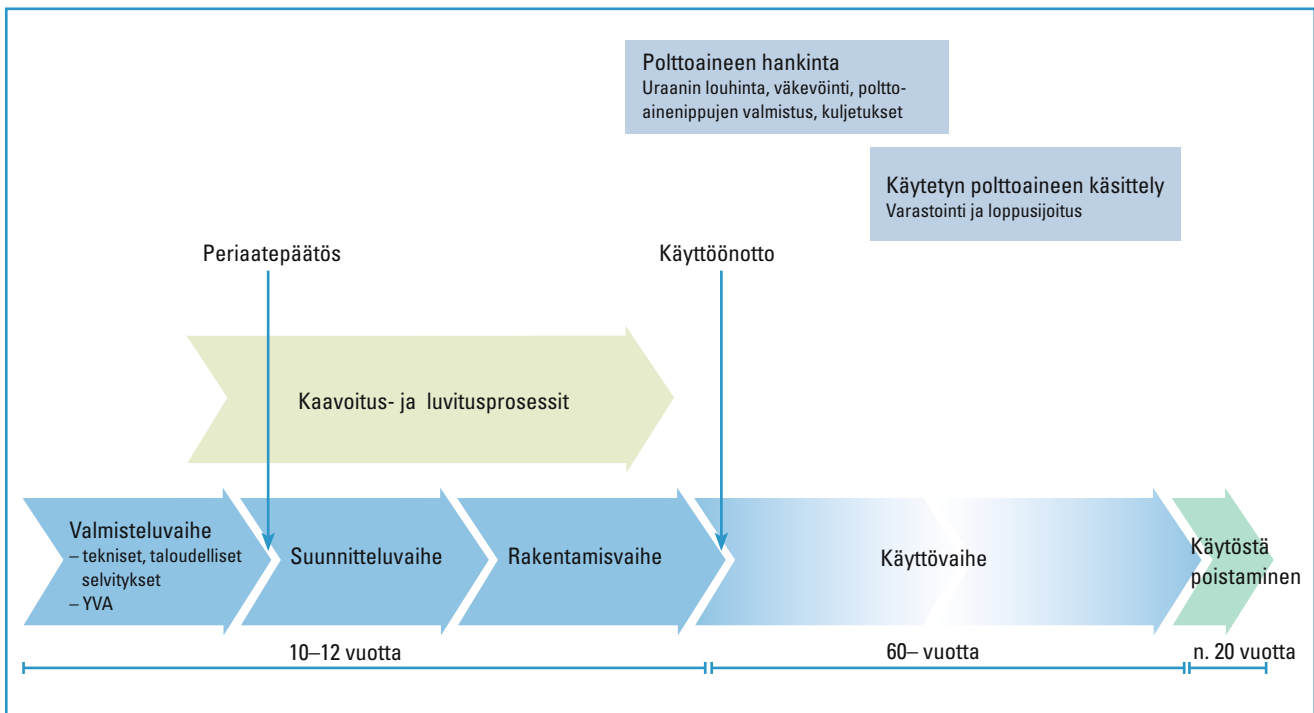 Polttoaineen hankinta
Uraanin louhinta, väkevöinti, poltto-
ainenippujen valmistus, kuljetukset
Käytetyn polttoaineen käsittely
Varastointi ja loppusijoitus
Periaatepäätös
Käyttöönotto
Kaavoitus- ja luvitusprosessit
Valmisteluvaihe
– tekniset, taloudelliset
selvitykset
– YVA
Suunnitteluvaihe
Rakentamisvaihe
Käyttövaihe
Käytöstä
poistaminen
10–12 vuotta
60– vuotta
n. 20 vuotta